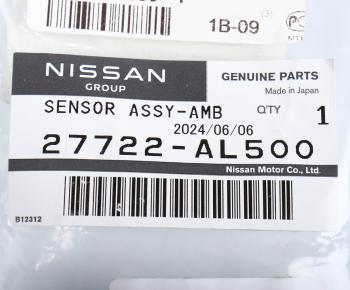 1B-09
(3)
NISSAN
GROUP
GENUINE PARTS
Made in Japan
SENSOR ASSY-AMB
Q'TY 1
2024/06/06
27722-AL500
Nissan Motor Co., Ltd.
B12312